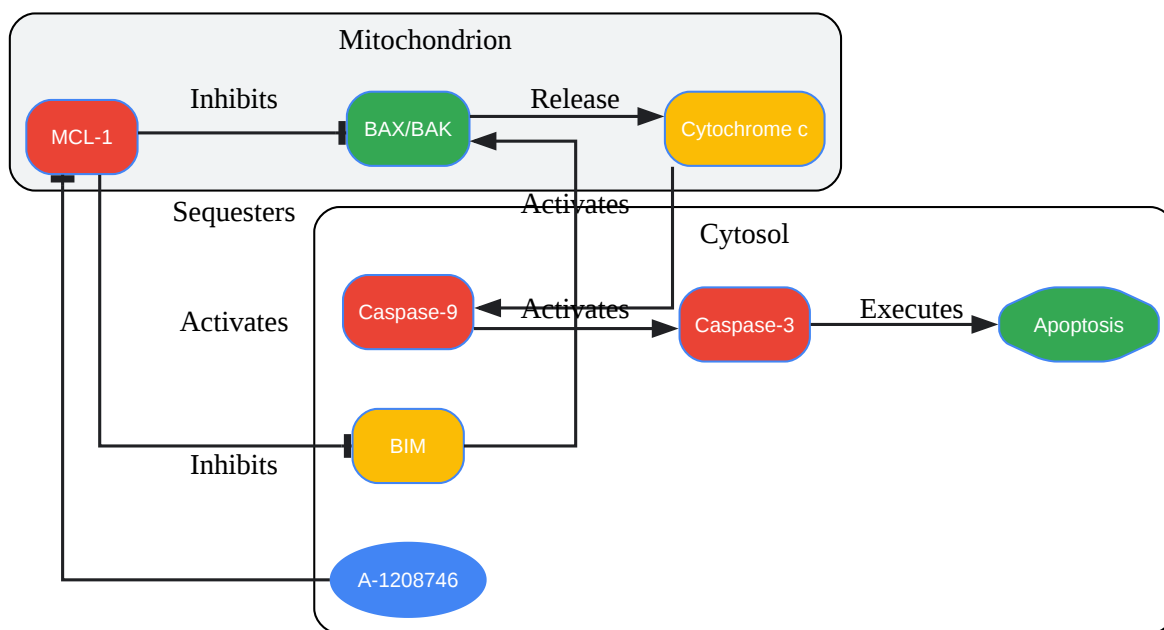 Mitochondrion
Inhibits
Release
MCL-1
BAX/BAK
Cytochrome c
Sequesters
Activates
Cytosol
Caspase-9
Activates
Activates
Caspase-3
Executes
Apoptosis
BIM
Inhibits
A-1208746